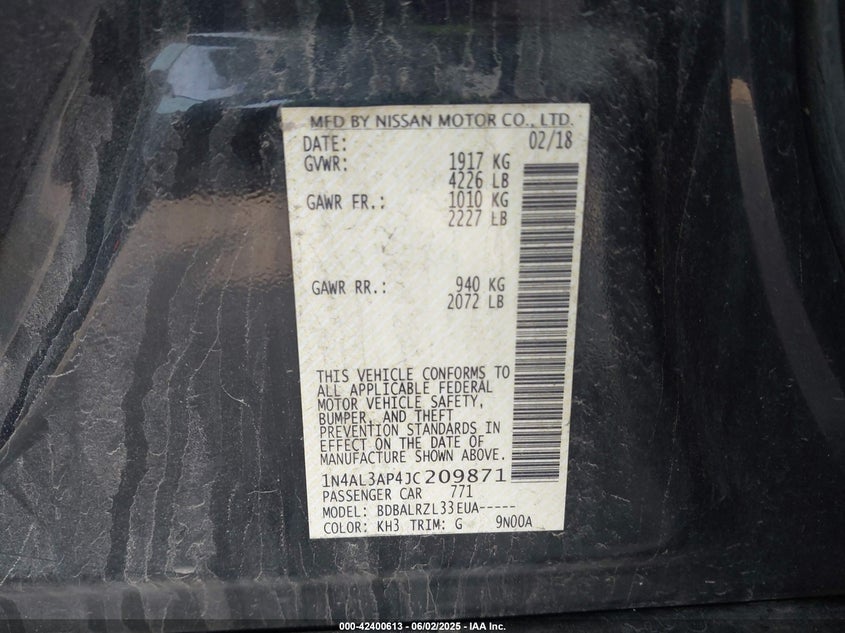 MFD BY NISSAN MOTOR CO., LTD.
DATE: 02/18
GVWR: 1917 KG
4226 LB
GAWR FR.: 1010 KG
2227 LB
GAWR RR.: 940 KG
2072 LB
THIS VEHICLE CONFORMS TO
ALL APPLICABLE FEDERAL
MOTOR VEHICLE SAFETY,
BUMPER, AND THEFT
PREVENTION STANDARDS IN
EFFECT ON THE DATE OF
MANUFACTURE SHOWN ABOVE.
1N4AL3AP4JC209871
PASSENGER CAR 771
MODEL: BDBALRZL33EUA-----
COLOR: KH3 TRIM: G 9N00A
000-42400613 - 06/02/2025 - IAA Inc.